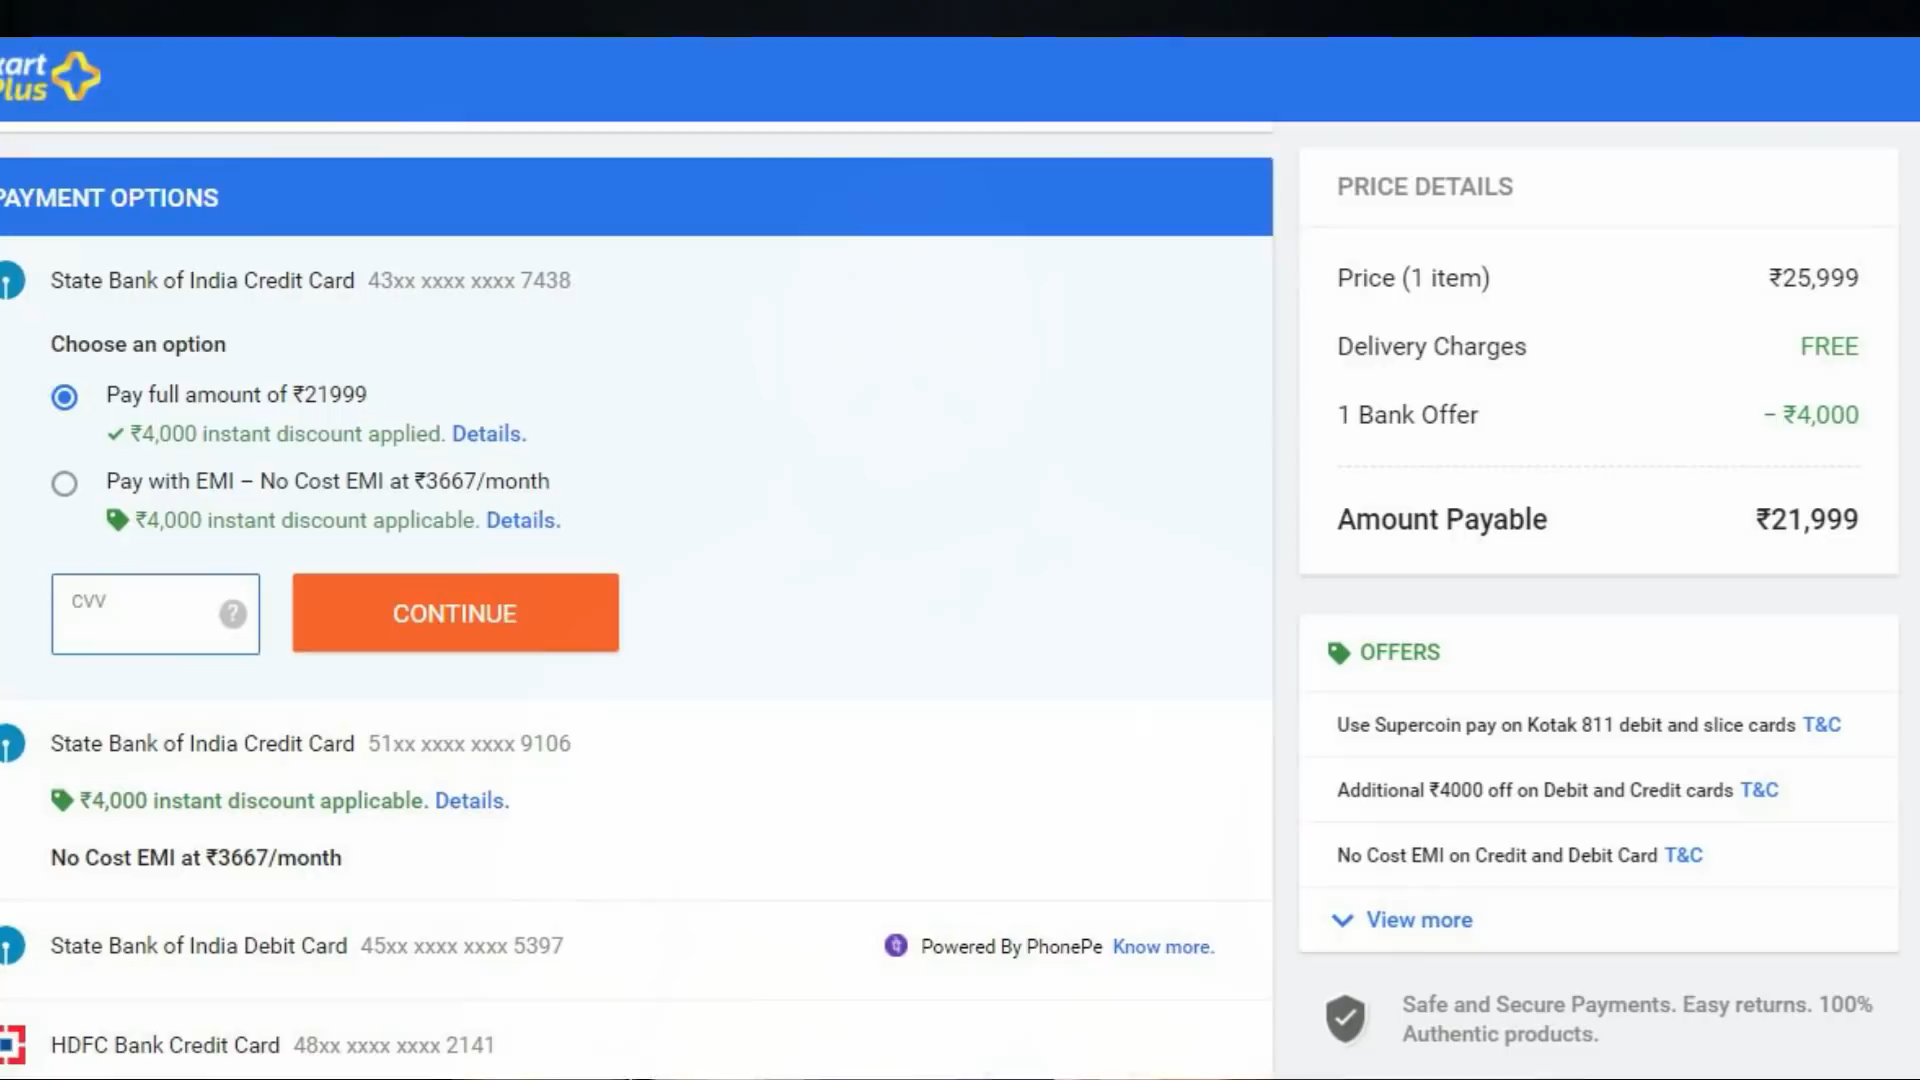 kart
Plus
PAYMENT OPTIONS
State Bank of India Credit Card 43xx xxxx xxxx 7438
Choose an option
Pay full amount of ₹21999
₹4,000 instant discount applied. Details.
Pay with EMI – No Cost EMI at ₹3667/month
₹4,000 instant discount applicable. Details.
CVV ?
CONTINUE
State Bank of India Credit Card 51xx xxxx xxxx 9106
₹4,000 instant discount applicable. Details.
No Cost EMI at ₹3667/month
State Bank of India Debit Card 45xx xxxx xxxx 5397
Powered By PhonePe Know more.
HDFC Bank Credit Card 48xx xxxx xxxx 2141
PRICE DETAILS
Price (1 item) ₹25,999
Delivery Charges FREE
1 Bank Offer − ₹4,000
Amount Payable ₹21,999
OFFERS
Use Supercoin pay on Kotak 811 debit and slice cards T&C
Additional ₹4000 off on Debit and Credit cards T&C
No Cost EMI on Credit and Debit Card T&C
View more
Safe and Secure Payments. Easy returns. 100%
Authentic products.